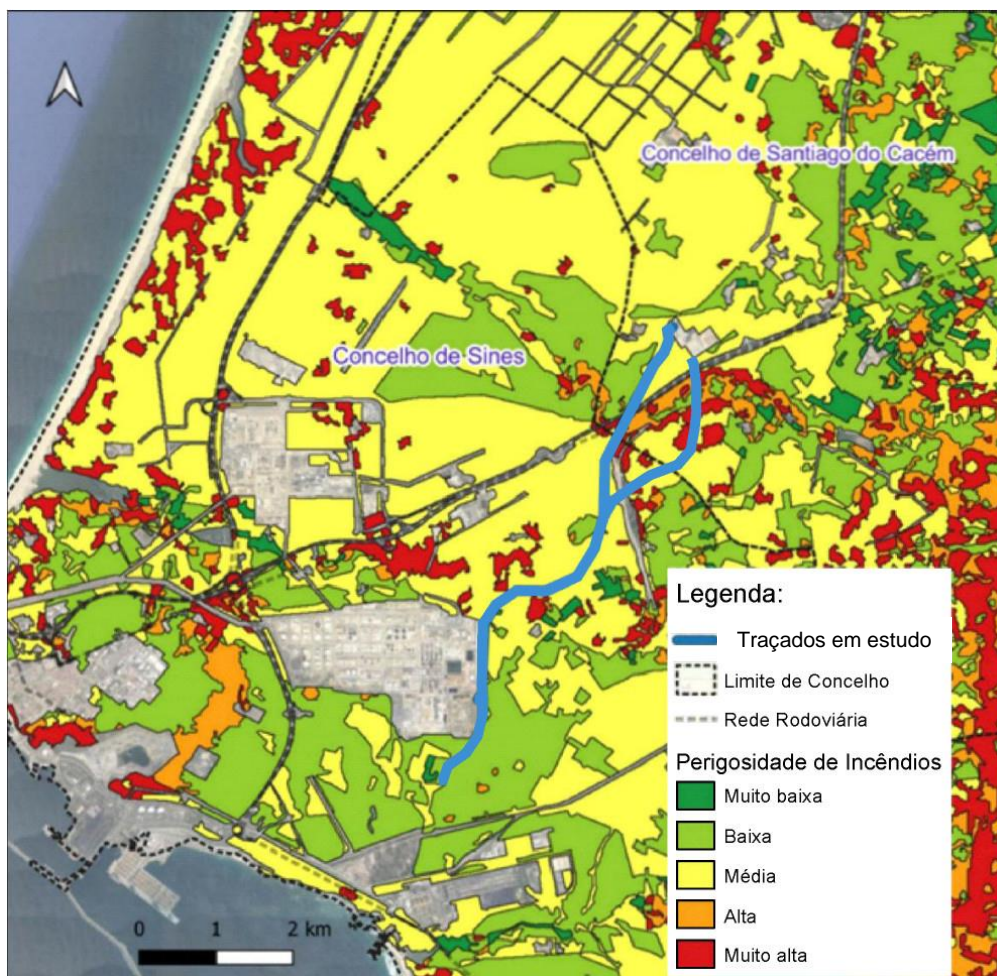 Concelho de Santiago do Cacém
Concelho de Sines
Legenda:
Traçados em estudo
Limite de Concelho
Rede Rodoviária
Perigosidade de Incêndios
Muito baixa
Baixa
Média
Alta
Muito alta
0 1 2 km